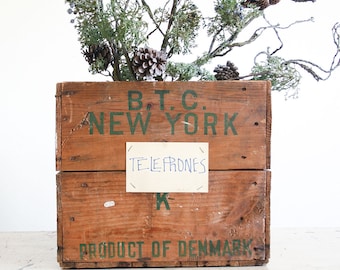 B.T.C.
NEW YORK
TELEPHONES
K
PRODUCT OF DENMARK